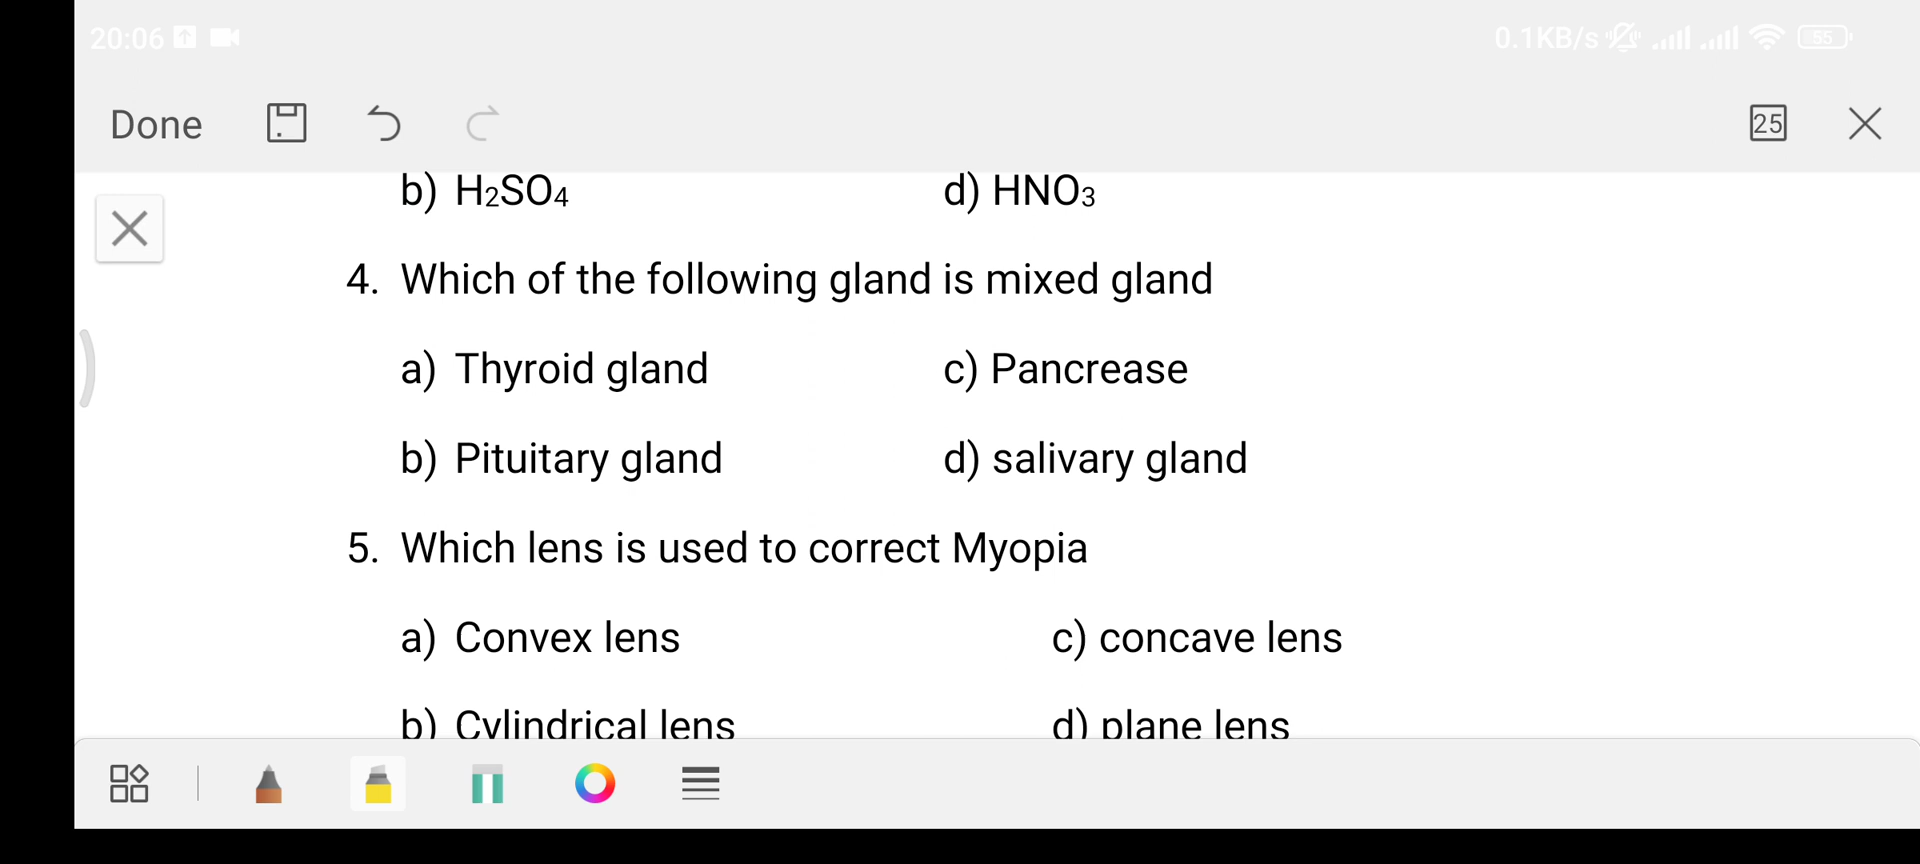 20:06 0.1KB/s 55
Done 25
b) H₂SO₄ d) HNO₃
4. Which of the following gland is mixed gland
a) Thyroid gland c) Pancrease
b) Pituitary gland d) salivary gland
5. Which lens is used to correct Myopia
a) Convex lens c) concave lens
b) Cylindrical lens d) plane lens